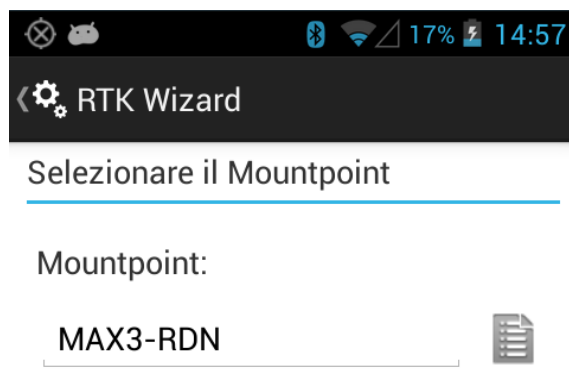 17% 14:57
RTK Wizard
Selezionare il Mountpoint
Mountpoint:
MAX3-RDN